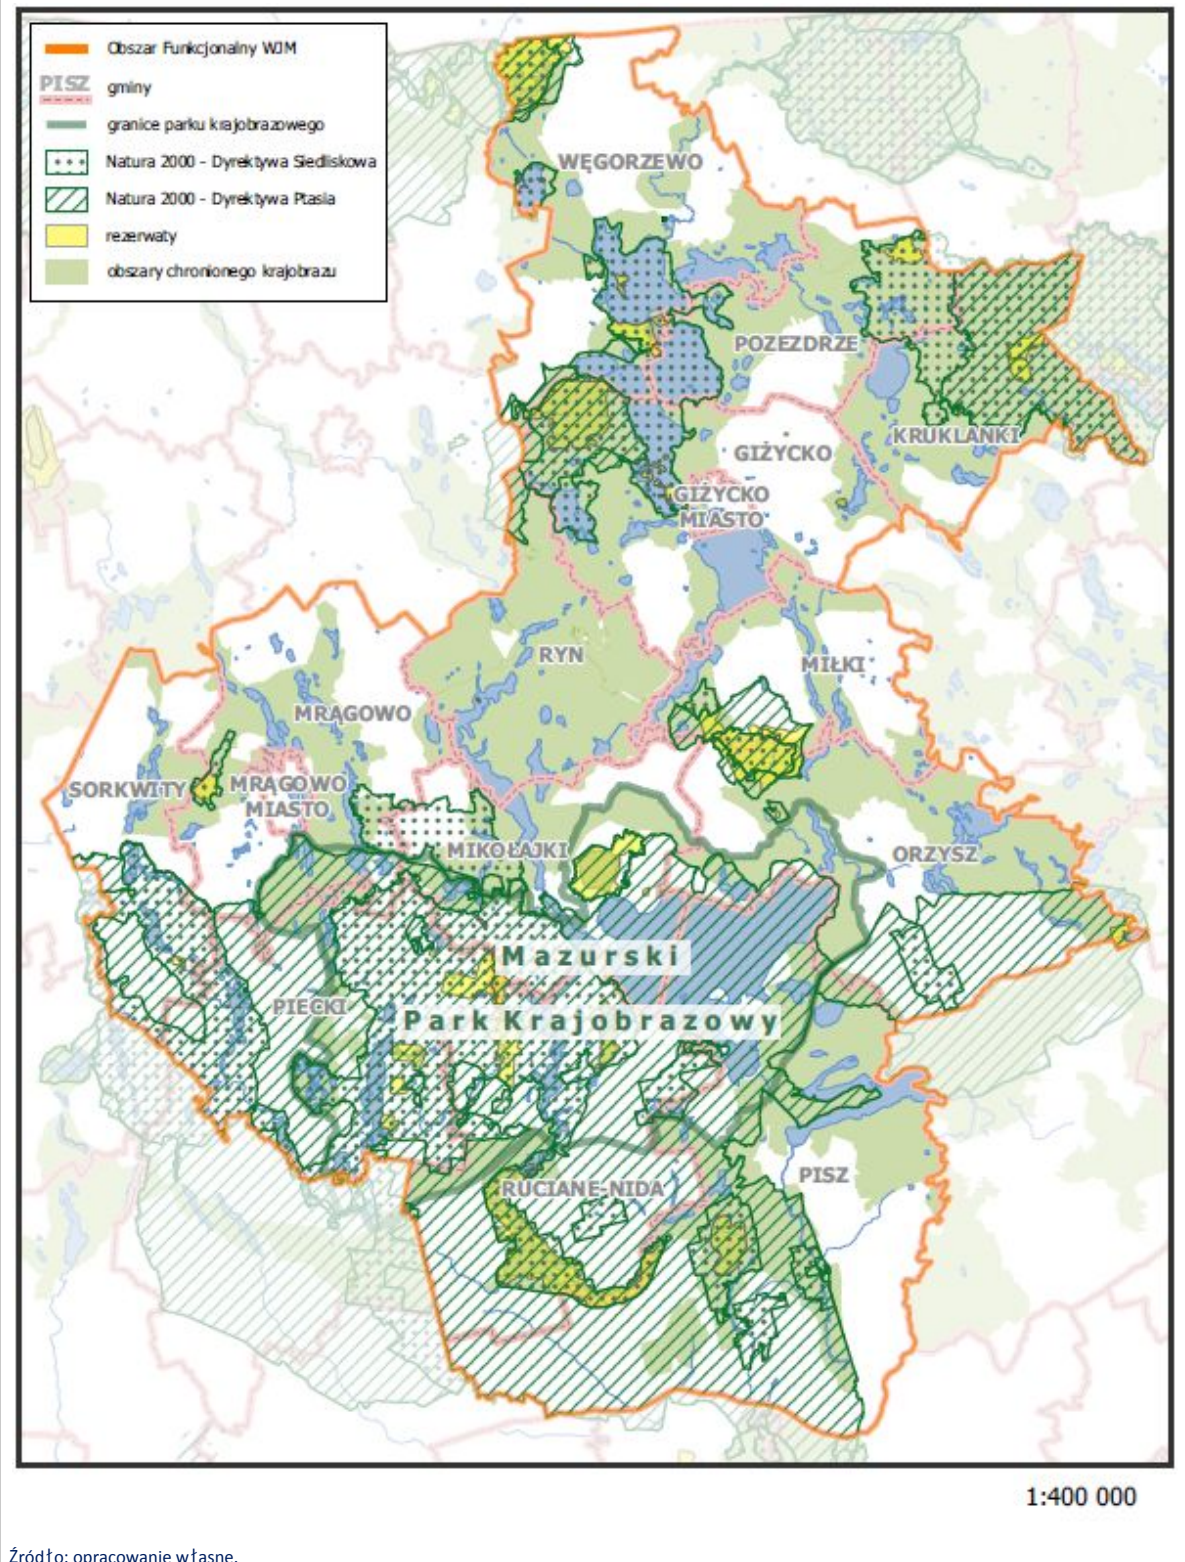 Obszar Funkcjonalny WJM
PISZ gminy
granice parku krajobrazowego
Natura 2000 - Dyrektywa Siedliskowa
Natura 2000 - Dyrektywa Ptasia
rezerwaty
obszary chronionego krajobrazu
WĘGORZEWO
POZEZDRZE
KRUKLANKI
GIŻYCKO
GIŻYCKO
MIASTO
RYN
MIŁKI
MRĄGOWO
SORKWITY
MRĄGOWO
MIASTO
MIKOŁAJKI
ORZYSZ
Mazurski
PIECKI
Park Krajobrazowy
PISZ
RUCIANE-NIDA
1:400 000
Źródło: opracowanie własne.